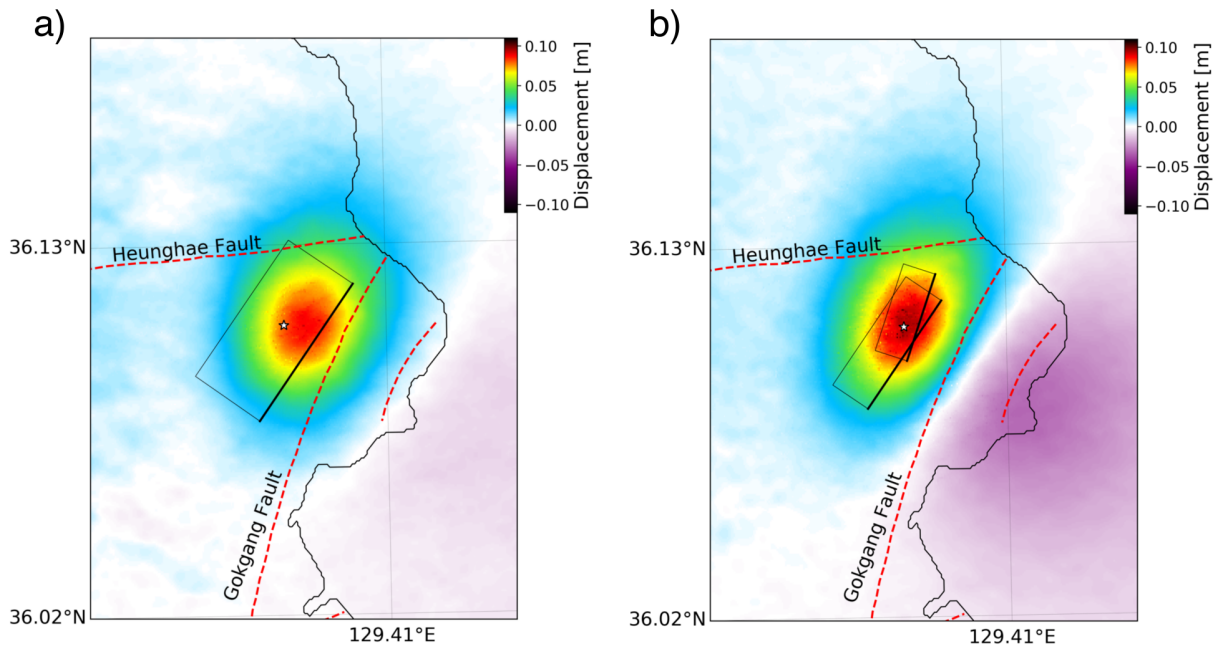 a)
0.10
0.05
0.00
−0.05
−0.10
Displacement [m]
36.13°N
Heunghae Fault
Gokgang Fault
36.02°N
129.41°E
b)
0.10
0.05
0.00
−0.05
−0.10
Displacement [m]
36.13°N
Heunghae Fault
Gokgang Fault
36.02°N
129.41°E